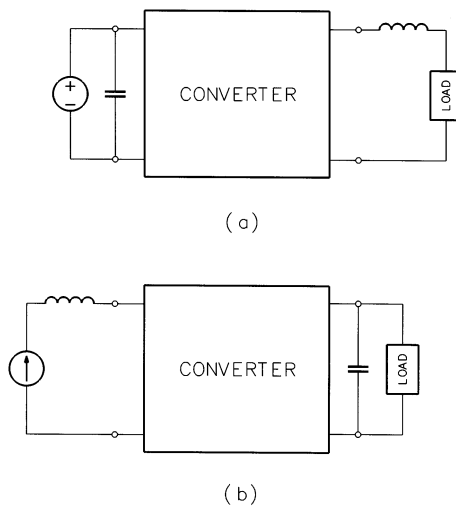 +
−
CONVERTER
LOAD
(a)
CONVERTER
LOAD
(b)